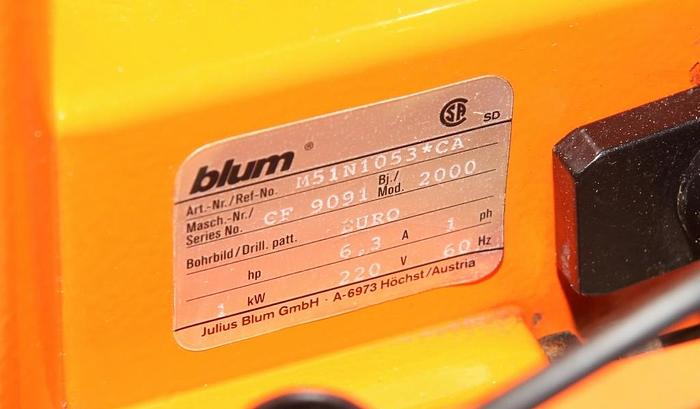 blum®
SA SD
Art.-Nr./Ref-No. M51N1053*CA
Masch.-Nr./ Series No. CF 9091 Bj./ Mod. 2000
Bohrbild/Drill. patt. EURO
hp 6,3 A 1 ph
1 kW 220 V 60 Hz
Julius Blum GmbH · A-6973 Höchst/Austria